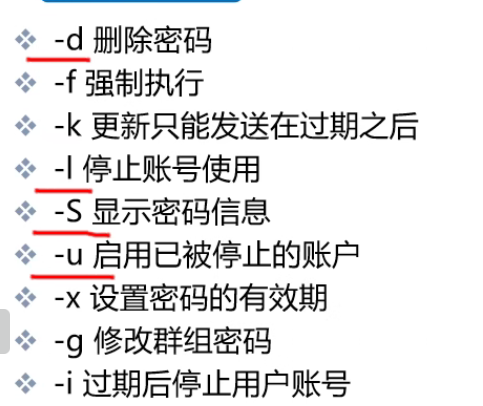 -d 删除密码
-f 强制执行
-k 更新只能发送在过期之后
-l 停止账号使用
-S 显示密码信息
-u 启用已被停止的账户
-x 设置密码的有效期
-g 修改群组密码
-i 过期后停止用户账号